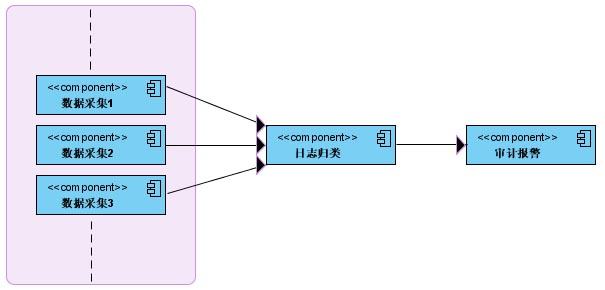 <<component>>
数据采集1
<<component>>
数据采集2
<<component>>
数据采集3
<<component>>
日志归类
<<component>>
审计报警